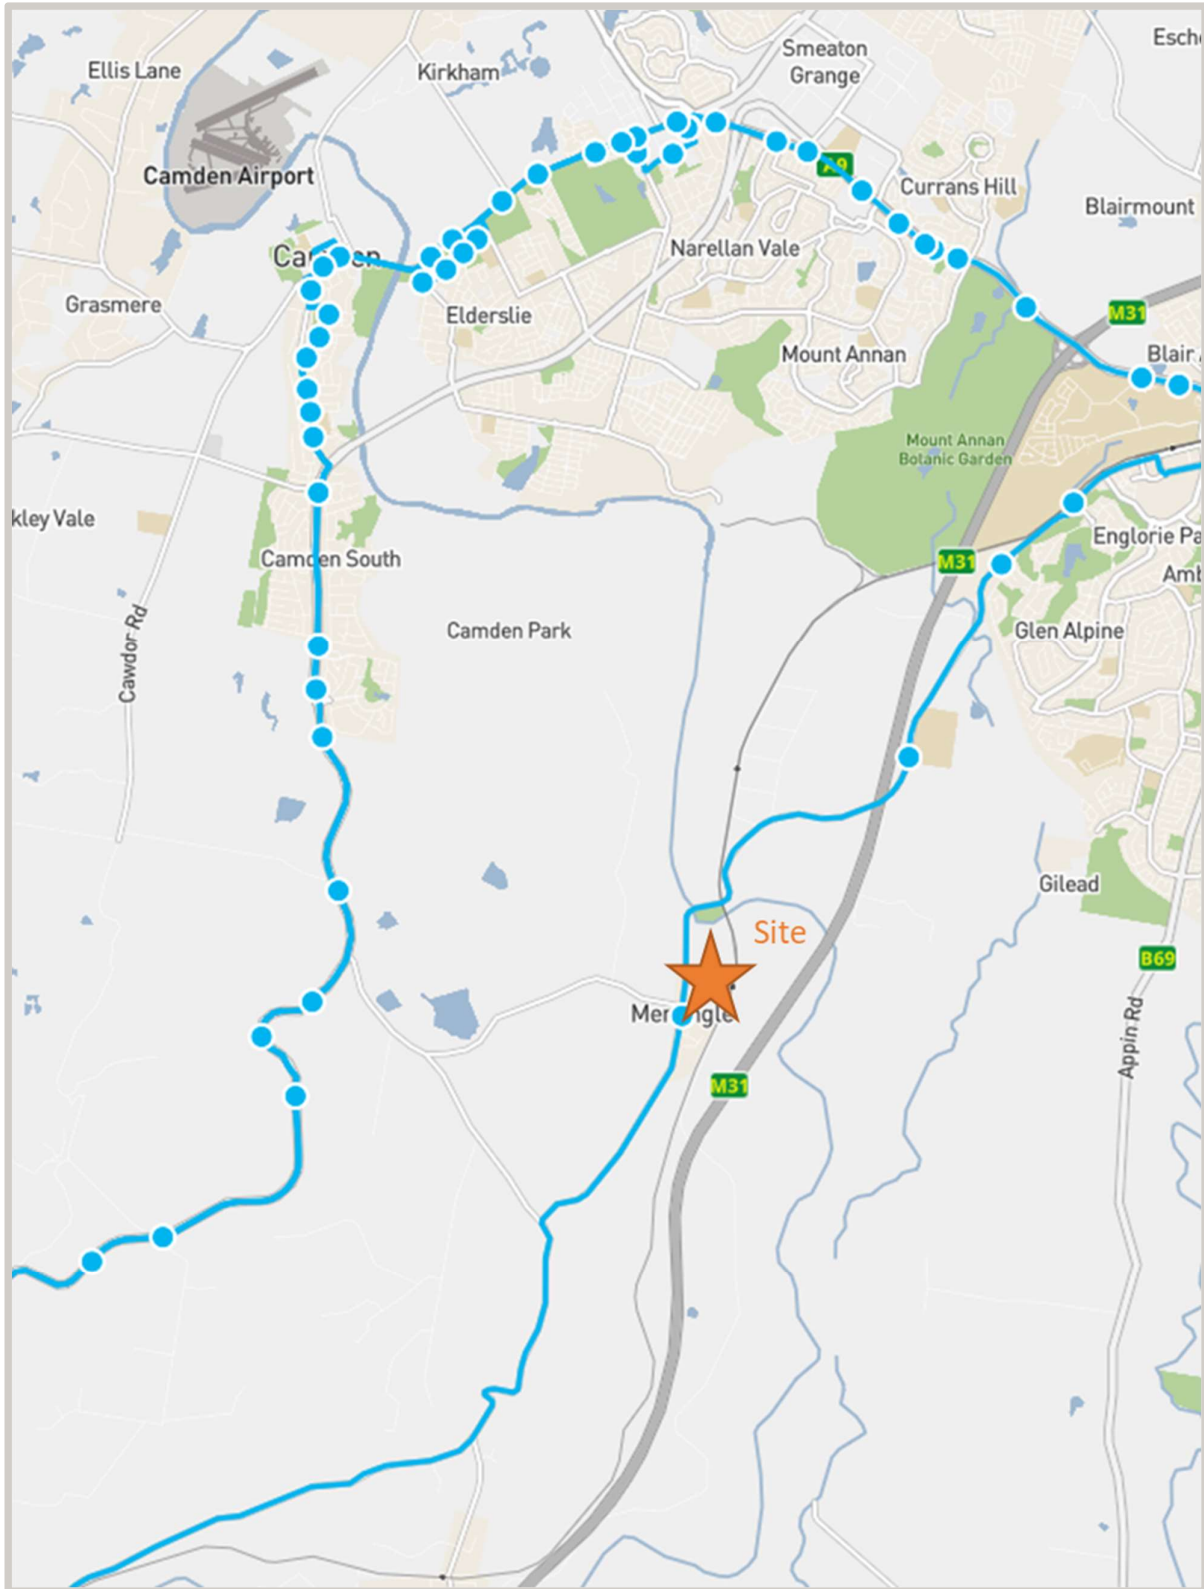 Esch
Smeaton
Grange
Ellis Lane
Kirkham
A9
Camden Airport
Currans Hill
Blairmount
Narellan Vale
Camden
Grasmere
Elderslie
M31
Mount Annan
Blair
Mount Annan
Botanic Garden
kley Vale
Englorie Pa
Camden South
M31
Amb
Camden Park
Glen Alpine
Cawdor Rd
Gilead
Site
B69
Menangle
Appin Rd
M31